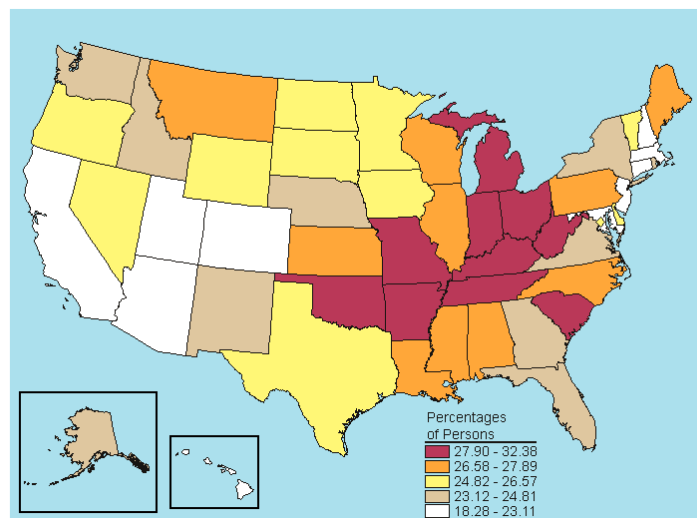 Percentages
of Persons
27.90 - 32.38
26.58 - 27.89
24.82 - 26.57
23.12 - 24.81
18.28 - 23.11